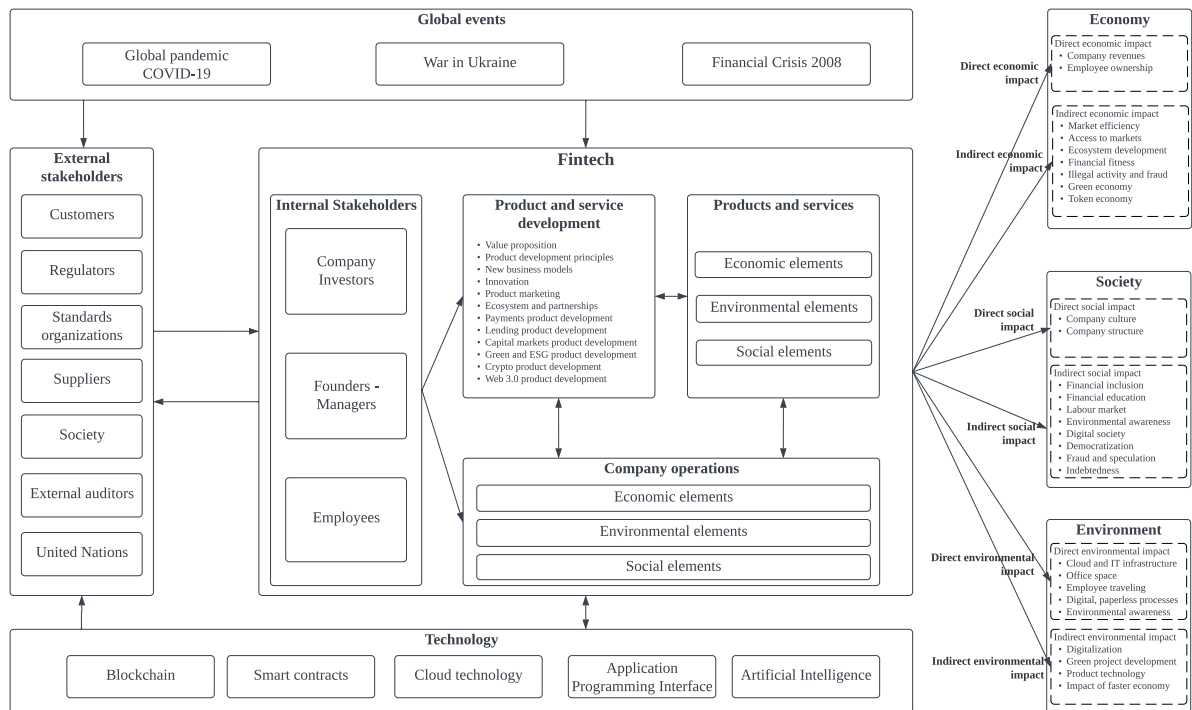 Global events
Global pandemic
COVID-19
War in Ukraine
Financial Crisis 2008
External
stakeholders
Customers
Regulators
Standards
organizations
Suppliers
Society
External auditors
United Nations
Fintech
Internal Stakeholders
Company
Investors
Founders -
Managers
Employees
Product and service
development
• Value proposition
• Product development principles
• New business models
• Innovation
• Product marketing
• Ecosystem and partnerships
• Payments product development
• Lending product development
• Capital markets product development
• Green and ESG product development
• Crypto product development
• Web 3.0 product development
Products and services
Economic elements
Environmental elements
Social elements
Company operations
Economic elements
Environmental elements
Social elements
Technology
Blockchain
Smart contracts
Cloud technology
Application
Programming Interface
Artificial Intelligence
Direct economic
impact
Indirect economic
impact
Direct social
impact
Indirect social
impact
Direct environmental
impact
Indirect environmental
impact
Economy
Direct economic impact
• Company revenues
• Employee ownership
Indirect economic impact
• Market efficiency
• Access to markets
• Ecosystem development
• Financial fitness
• Illegal activity and fraud
• Green economy
• Token economy
Society
Direct social impact
• Company culture
• Company structure
Indirect social impact
• Financial inclusion
• Financial education
• Labour market
• Environmental awareness
• Digital society
• Democratization
• Fraud and speculation
• Indebtedness
Environment
Direct environmental impact
• Cloud and IT infrastructure
• Office space
• Employee traveling
• Digital, paperless processes
• Environmental awareness
Indirect environmental impact
• Digitalization
• Green project development
• Product technology
• Impact of faster economy